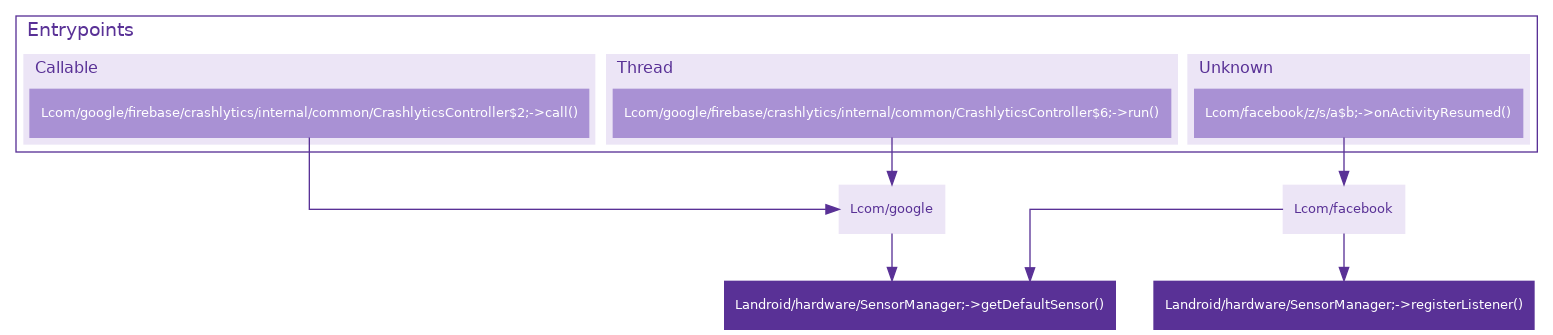 Entrypoints
Callable
Lcom/google/firebase/crashlytics/internal/common/CrashlyticsController$2;->call()
Thread
Lcom/google/firebase/crashlytics/internal/common/CrashlyticsController$6;->run()
Unknown
Lcom/facebook/z/s/a$b;->onActivityResumed()
Lcom/google
Lcom/facebook
Landroid/hardware/SensorManager;->getDefaultSensor()
Landroid/hardware/SensorManager;->registerListener()